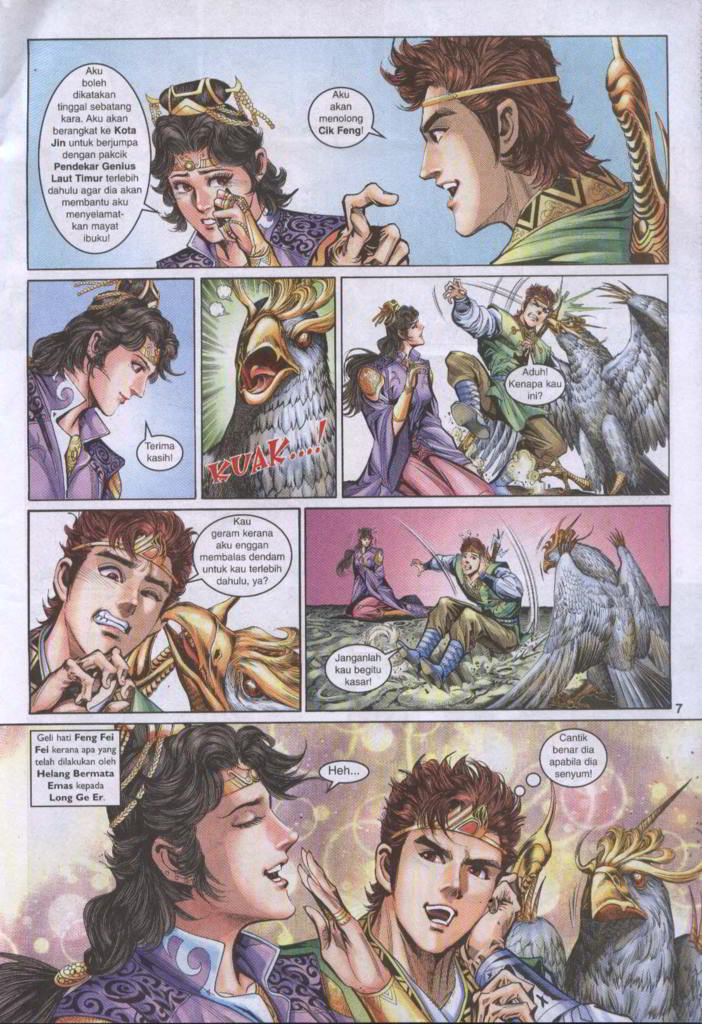 Aku
boleh
dikatakan
tinggal sebatang
kara. Aku akan
berangkat ke Kota
Jin untuk berjumpa
dengan pakcik
Pendekar Genius
Laut Timur terlebih
dahulu agar dia akan
membantu aku
menyelamat-
kan mayat
ibuku!
Aku
akan
menolong
Cik Feng!
Terima
kasih!
KUAK....!
Aduh!
Kenapa kau
ini?
Kau
geram kerana
aku enggan
membalas dendam
untuk kau terlebih
dahulu, ya?
Janganlah
kau begitu
kasar!
7
Geli hati Feng Fei
Fei kerana apa yang
telah dilakukan oleh
Helang Bermata
Emas kepada
Long Ge Er.
Heh...
Cantik
benar dia
apabila dia
senyum!